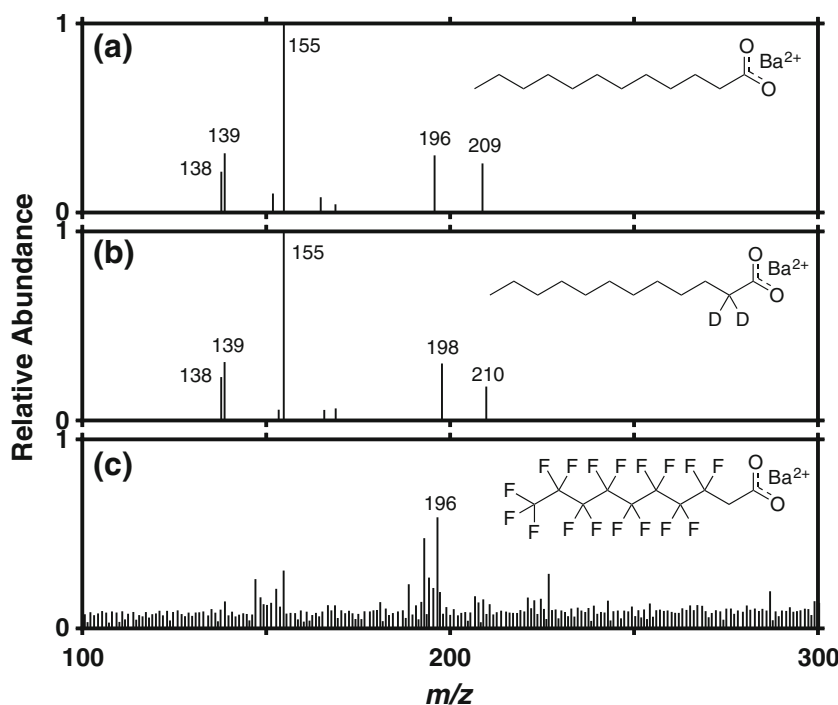 Relative Abundance
1
(a)
155
139
138
196
209
O
Ba2+
O
0
1
(b)
155
139
138
198
210
O
Ba2+
O
D D
0
1
(c)
196
F F F F F F F F
F
F
F
F F F F F F
O
Ba2+
O
0
100 200 300
m/z